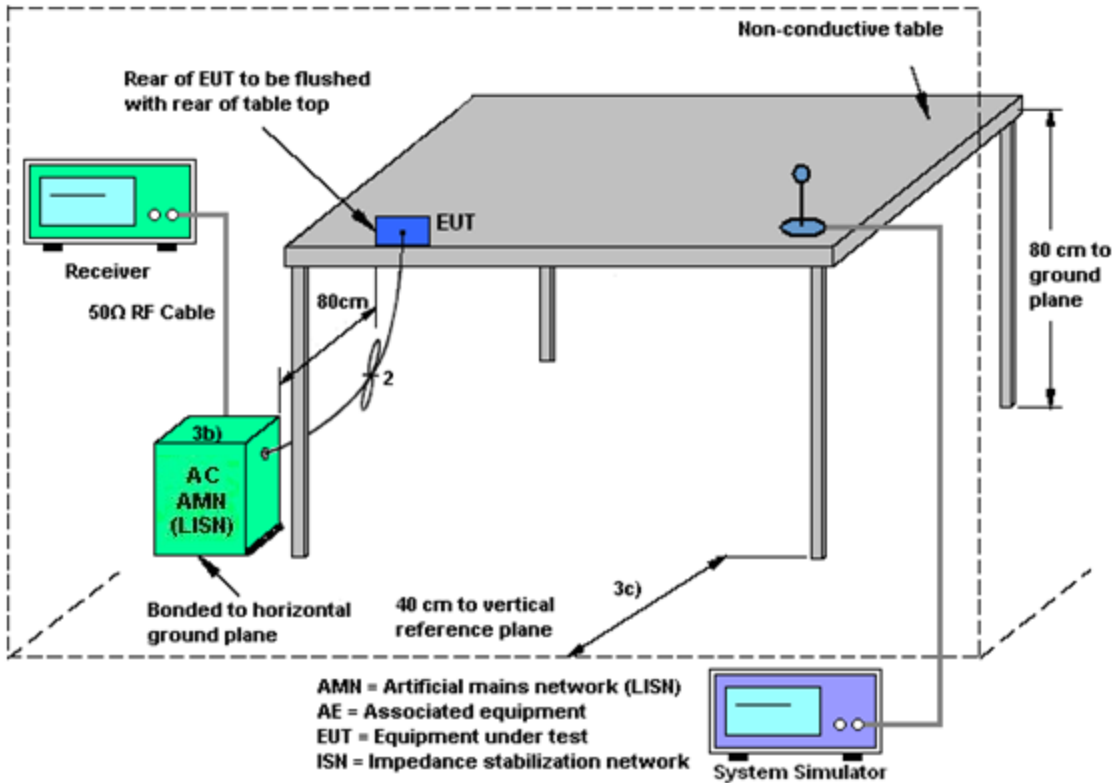 Non-conductive table
Rear of EUT to be flushed
with rear of table top
EUT
Receiver
80 cm to
ground
plane
50Ω RF Cable
80cm
2
3b)
AC
AMN
(LISN)
3c)
Bonded to horizontal
ground plane
40 cm to vertical
reference plane
AMN = Artificial mains network (LISN)
AE = Associated equipment
EUT = Equipment under test
ISN = Impedance stabilization network
System Simulator